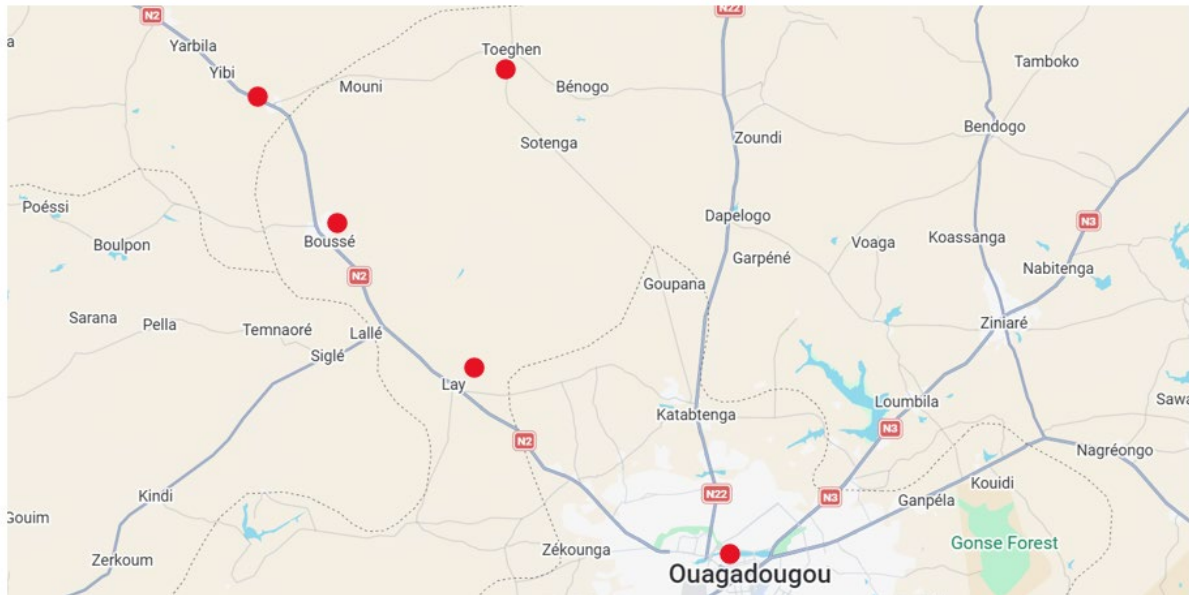 N2
N22
Yarbila
Toeghen
Tamboko
Yibi
Mouni
Bénogo
Bendogo
Zoundi
Sotenga
Poéssi
Dapelogo
N3
Boussé
Boulpon
Voaga
Koassanga
Garpéné
Nabitenga
N2
Goupana
Sarana
Pella
Temnaoré
Lallé
Ziniaré
Siglé
Lay
Loumbila
Sawa
Katabtenga
N3
N2
Nagréongo
Kindi
N22
N3
Ganpéla
Kouidi
Gouim
Zékounga
Gonse Forest
Zerkoum
Ouagadougou